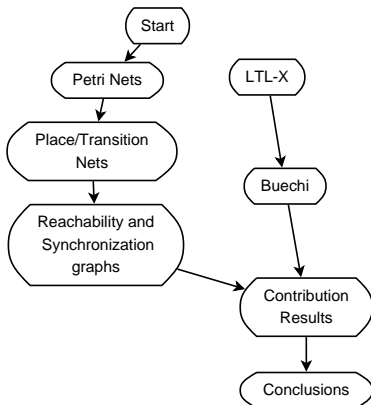 Start
Petri Nets
LTL-X
Place/Transition
Nets
Buechi
Reachability and
Synchronization
graphs
Contribution
Results
Conclusions